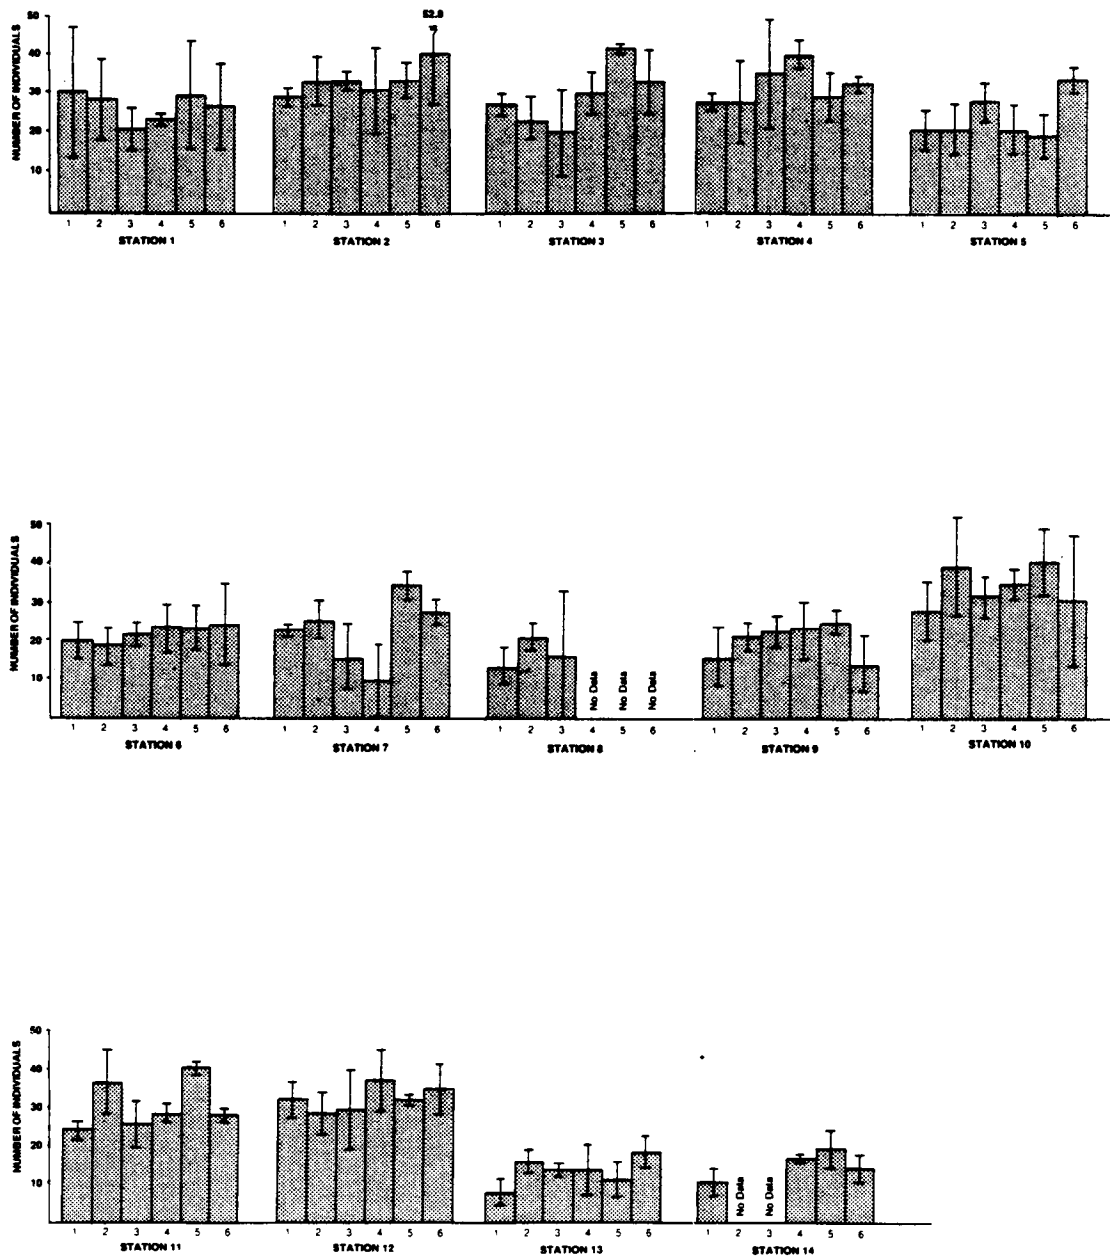 52.8
50
40
30
20
10
NUMBER OF INDIVIDUALS
1 2 3 4 5 6
STATION 1
1 2 3 4 5 6
STATION 2
1 2 3 4 5 6
STATION 3
1 2 3 4 5 6
STATION 4
1 2 3 4 5 6
STATION 5
50
40
30
20
10
NUMBER OF INDIVIDUALS
1 2 3 4 5 6
STATION 6
1 2 3 4 5 6
STATION 7
No Data No Data No Data
1 2 3 4 5 6
STATION 8
1 2 3 4 5 6
STATION 9
1 2 3 4 5 6
STATION 10
50
40
30
20
10
NUMBER OF INDIVIDUALS
1 2 3 4 5 6
STATION 11
1 2 3 4 5 6
STATION 12
1 2 3 4 5 6
STATION 13
No Data No Data
1 2 3 4 5 6
STATION 14